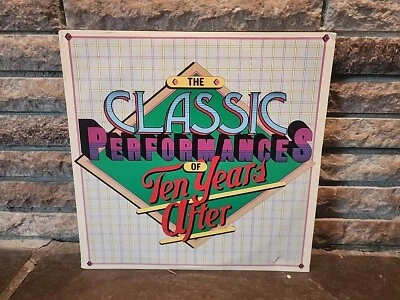 THE
CLASSIC
PERFORMANCES
OF
Ten Years
After